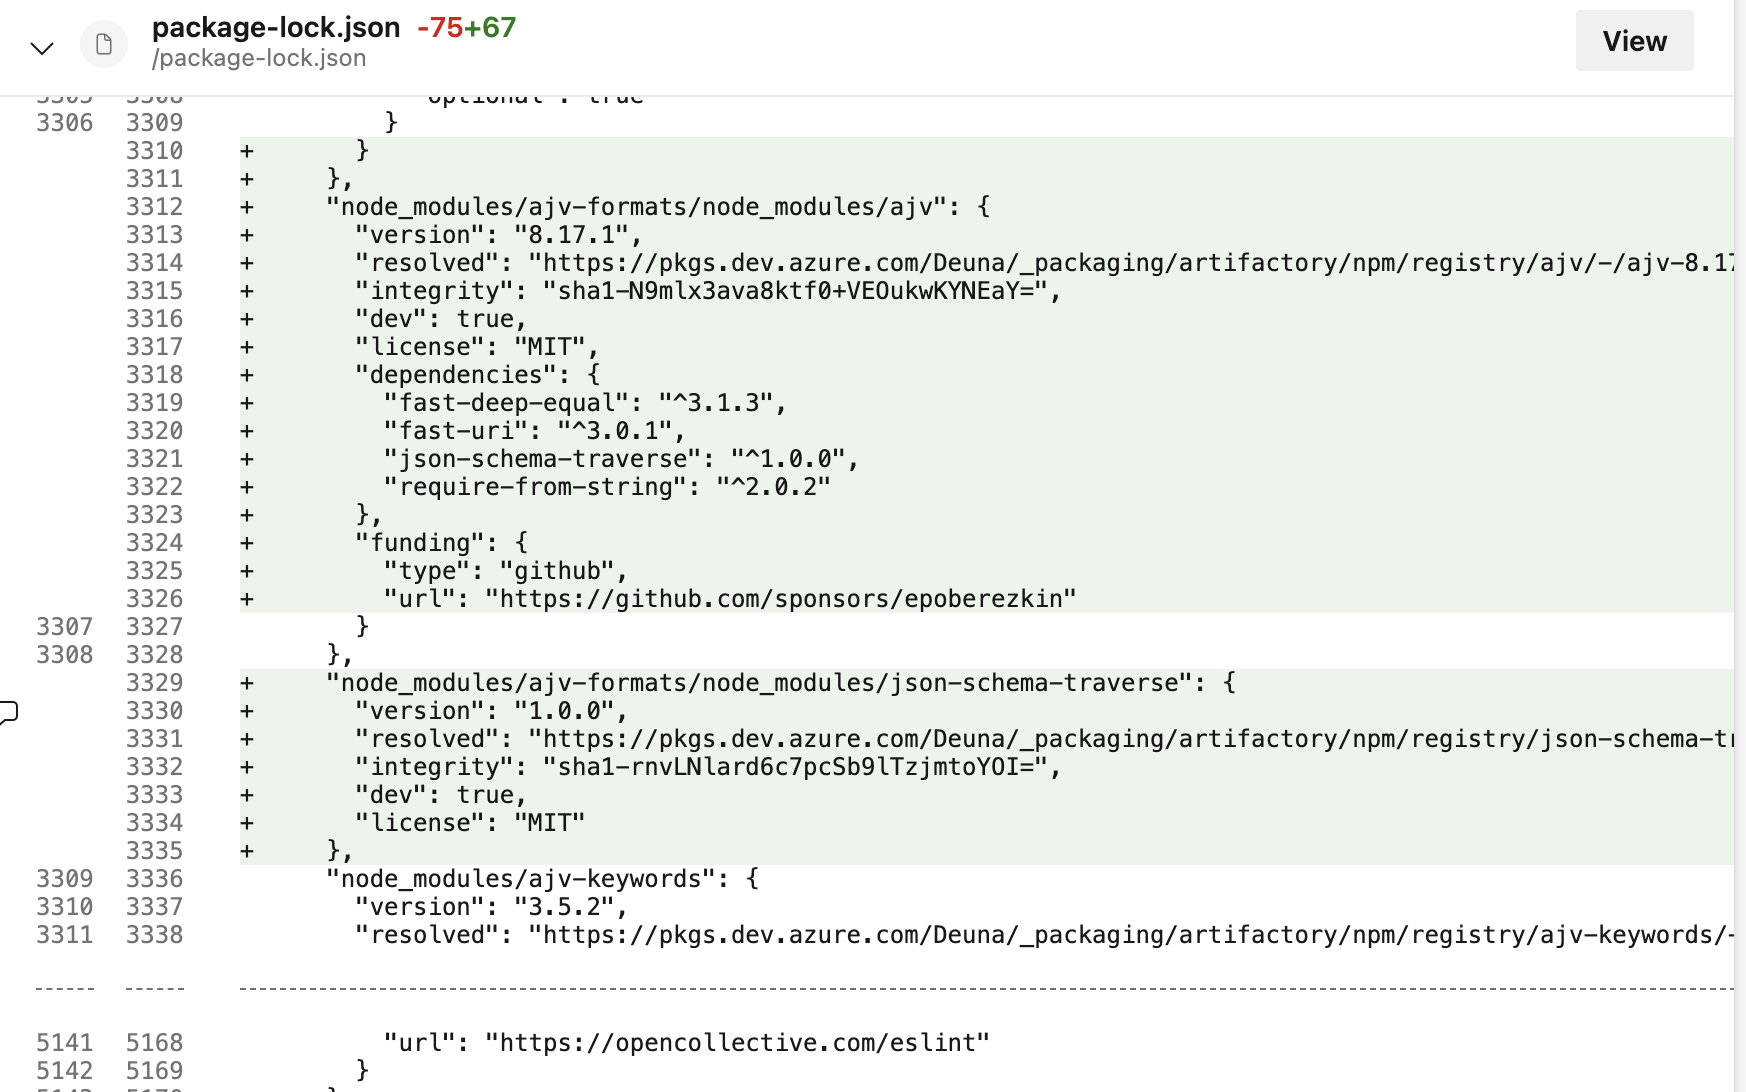 package-lock.json -75+67
/package-lock.json
View
3305 3308 "optional": true
3306 3309 }
3310 + }
3311 + },
3312 + "node_modules/ajv-formats/node_modules/ajv": {
3313 + "version": "8.17.1",
3314 + "resolved": "https://pkgs.dev.azure.com/Deuna/_packaging/artifactory/npm/registry/ajv/-/ajv-8.17
3315 + "integrity": "sha1-N9mlx3ava8ktf0+VEOukwKYNEaY=",
3316 + "dev": true,
3317 + "license": "MIT",
3318 + "dependencies": {
3319 + "fast-deep-equal": "^3.1.3",
3320 + "fast-uri": "^3.0.1",
3321 + "json-schema-traverse": "^1.0.0",
3322 + "require-from-string": "^2.0.2"
3323 + },
3324 + "funding": {
3325 + "type": "github",
3326 + "url": "https://github.com/sponsors/epoberezkin"
3307 3327 }
3308 3328 },
3329 + "node_modules/ajv-formats/node_modules/json-schema-traverse": {
3330 + "version": "1.0.0",
3331 + "resolved": "https://pkgs.dev.azure.com/Deuna/_packaging/artifactory/npm/registry/json-schema-tr
3332 + "integrity": "sha1-rnvLNlard6c7pcSb9lTzjmtoYOI=",
3333 + "dev": true,
3334 + "license": "MIT"
3335 + },
3309 3336 "node_modules/ajv-keywords": {
3310 3337 "version": "3.5.2",
3311 3338 "resolved": "https://pkgs.dev.azure.com/Deuna/_packaging/artifactory/npm/registry/ajv-keywords/-
5141 5168 "url": "https://opencollective.com/eslint"
5142 5169 }